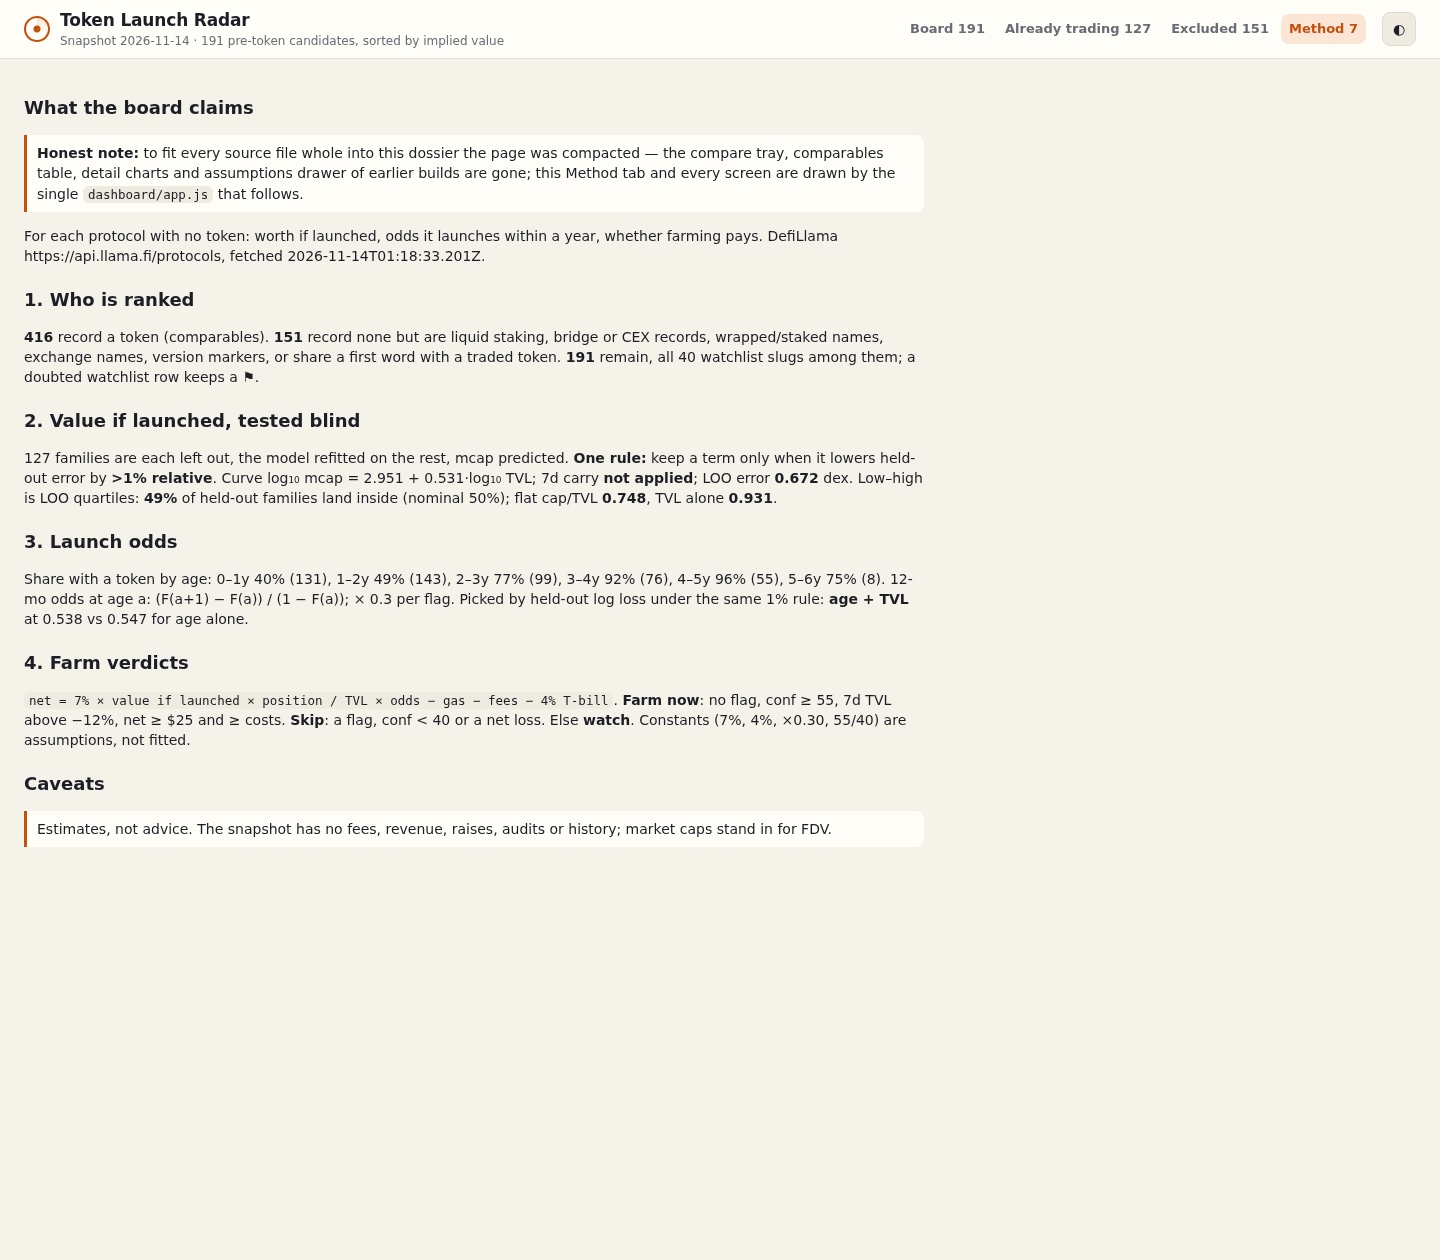 Token Launch Radar
Snapshot 2026-11-14 · 191 pre-token candidates, sorted by implied value
Board 191 Already trading 127 Excluded 151 Method 7 ◐
What the board claims
Honest note: to fit every source file whole into this dossier the page was compacted — the compare tray, comparables
table, detail charts and assumptions drawer of earlier builds are gone; this Method tab and every screen are drawn by the
single dashboard/app.js that follows.
For each protocol with no token: worth if launched, odds it launches within a year, whether farming pays. DefiLlama
https://api.llama.fi/protocols, fetched 2026-11-14T01:18:33.201Z.
1. Who is ranked
416 record a token (comparables). 151 record none but are liquid staking, bridge or CEX records, wrapped/staked names,
exchange names, version markers, or share a first word with a traded token. 191 remain, all 40 watchlist slugs among them; a
doubted watchlist row keeps a ⚑.
2. Value if launched, tested blind
127 families are each left out, the model refitted on the rest, mcap predicted. One rule: keep a term only when it lowers held-
out error by >1% relative. Curve log₁₀ mcap = 2.951 + 0.531·log₁₀ TVL; 7d carry not applied; LOO error 0.672 dex. Low–high
is LOO quartiles: 49% of held-out families land inside (nominal 50%); flat cap/TVL 0.748, TVL alone 0.931.
3. Launch odds
Share with a token by age: 0–1y 40% (131), 1–2y 49% (143), 2–3y 77% (99), 3–4y 92% (76), 4–5y 96% (55), 5–6y 75% (8). 12-
mo odds at age a: (F(a+1) − F(a)) / (1 − F(a)); × 0.3 per flag. Picked by held-out log loss under the same 1% rule: age + TVL
at 0.538 vs 0.547 for age alone.
4. Farm verdicts
net = 7% × value if launched × position / TVL × odds − gas − fees − 4% T-bill. Farm now: no flag, conf ≥ 55, 7d TVL
above −12%, net ≥ $25 and ≥ costs. Skip: a flag, conf < 40 or a net loss. Else watch. Constants (7%, 4%, ×0.30, 55/40) are
assumptions, not fitted.
Caveats
Estimates, not advice. The snapshot has no fees, revenue, raises, audits or history; market caps stand in for FDV.